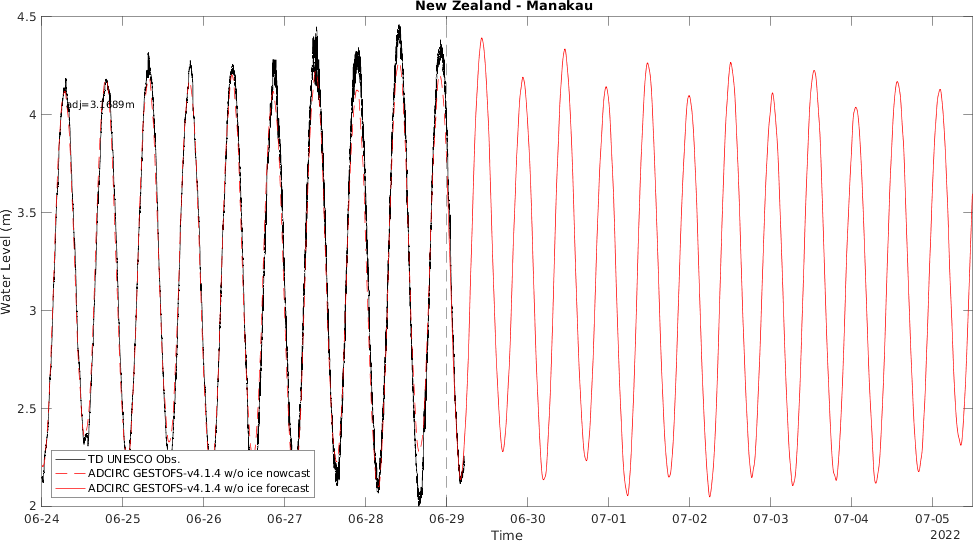 New Zealand - Manakau
4.5
adj=3.1689m
4
3.5
Water Level (m)
3
2.5
TD UNESCO Obs.
ADCIRC GESTOFS-v4.1.4 w/o ice nowcast
ADCIRC GESTOFS-v4.1.4 w/o ice forecast
2
06-24 06-25 06-26 06-27 06-28 06-29 06-30 07-01 07-02 07-03 07-04 07-05
Time 2022